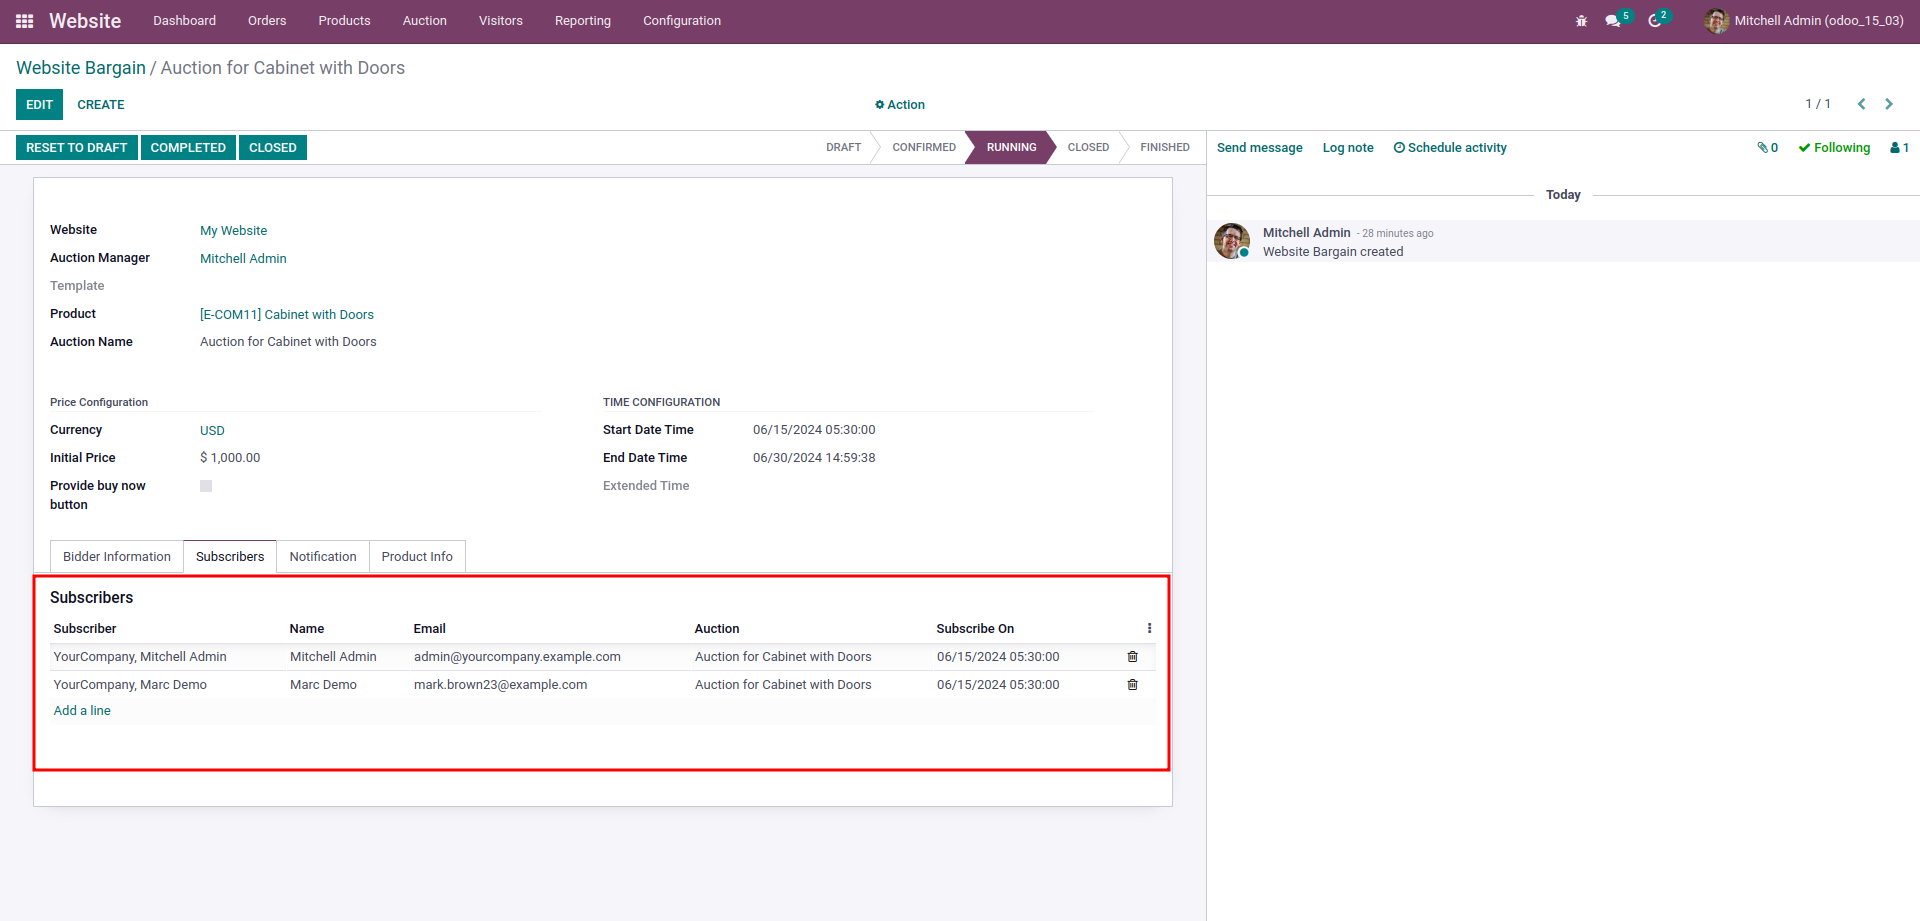 Website Dashboard Orders Products Auction Visitors Reporting Configuration 5 2 Mitchell Admin (odoo_15_03)
Website Bargain / Auction for Cabinet with Doors
EDIT CREATE Action 1 / 1
RESET TO DRAFT COMPLETED CLOSED DRAFT CONFIRMED RUNNING CLOSED FINISHED
Send message Log note Schedule activity 0 Following 1
Today
Mitchell Admin - 28 minutes ago
Website Bargain created
Website My Website
Auction Manager Mitchell Admin
Template
Product [E-COM11] Cabinet with Doors
Auction Name Auction for Cabinet with Doors
Price Configuration
Currency USD
Initial Price $ 1,000.00
Provide buy now
button
TIME CONFIGURATION
Start Date Time 06/15/2024 05:30:00
End Date Time 06/30/2024 14:59:38
Extended Time
Bidder Information Subscribers Notification Product Info
Subscribers
Subscriber Name Email Auction Subscribe On
YourCompany, Mitchell Admin Mitchell Admin admin@yourcompany.example.com Auction for Cabinet with Doors 06/15/2024 05:30:00
YourCompany, Marc Demo Marc Demo mark.brown23@example.com Auction for Cabinet with Doors 06/15/2024 05:30:00
Add a line